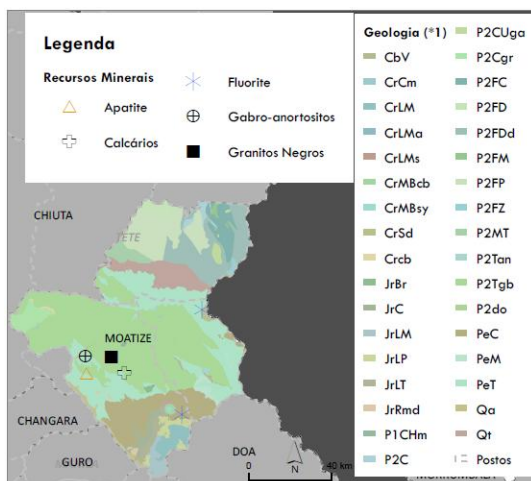 Legenda
Recursos Minerais
Apatite
Calcários
Fluorite
Gabro-anortositos
Granitos Negros
Geologia (*1)
CbV
CrCm
CrLM
CrLMa
CrLMs
CrMBcb
CrMBsy
CrSd
Crcb
JrBr
JrC
JrLM
JrLP
JrLT
JrRmd
P1CHm
P2C
P2CUga
P2Cgr
P2FC
P2FD
P2FDd
P2FM
P2FP
P2FZ
P2MT
P2Tan
P2Tgb
P2do
PeC
PeM
PeT
Qa
Qt
Postos
CHIUTA
TETE
MOATIZE
CHANGARA
GURO
DOA
N
0
40 km